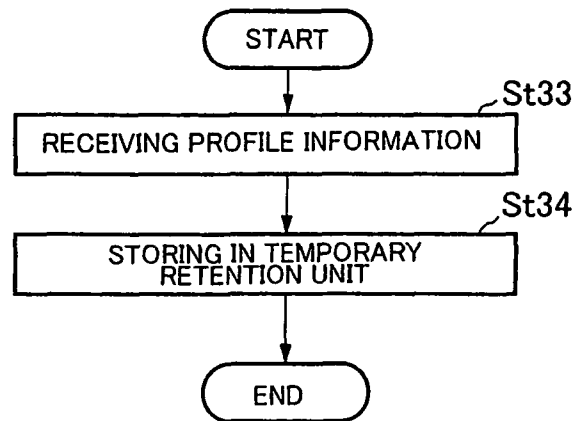 START
St33
RECEIVING PROFILE INFORMATION
St34
STORING IN TEMPORARY
RETENTION UNIT
END